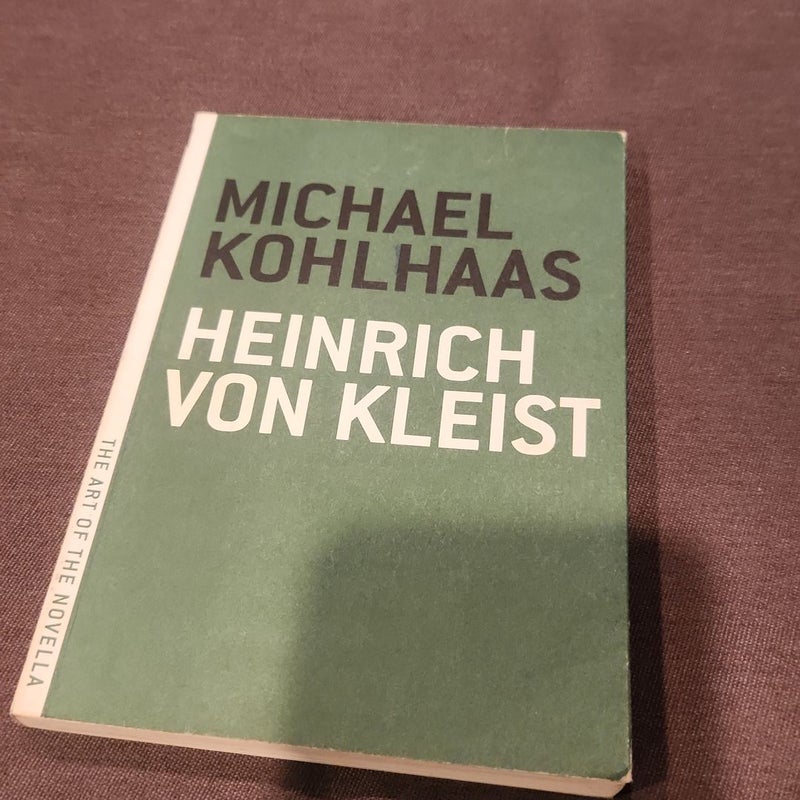 MICHAEL
KOHLHAAS
HEINRICH
VON KLEIST
THE ART OF THE NOVELLA